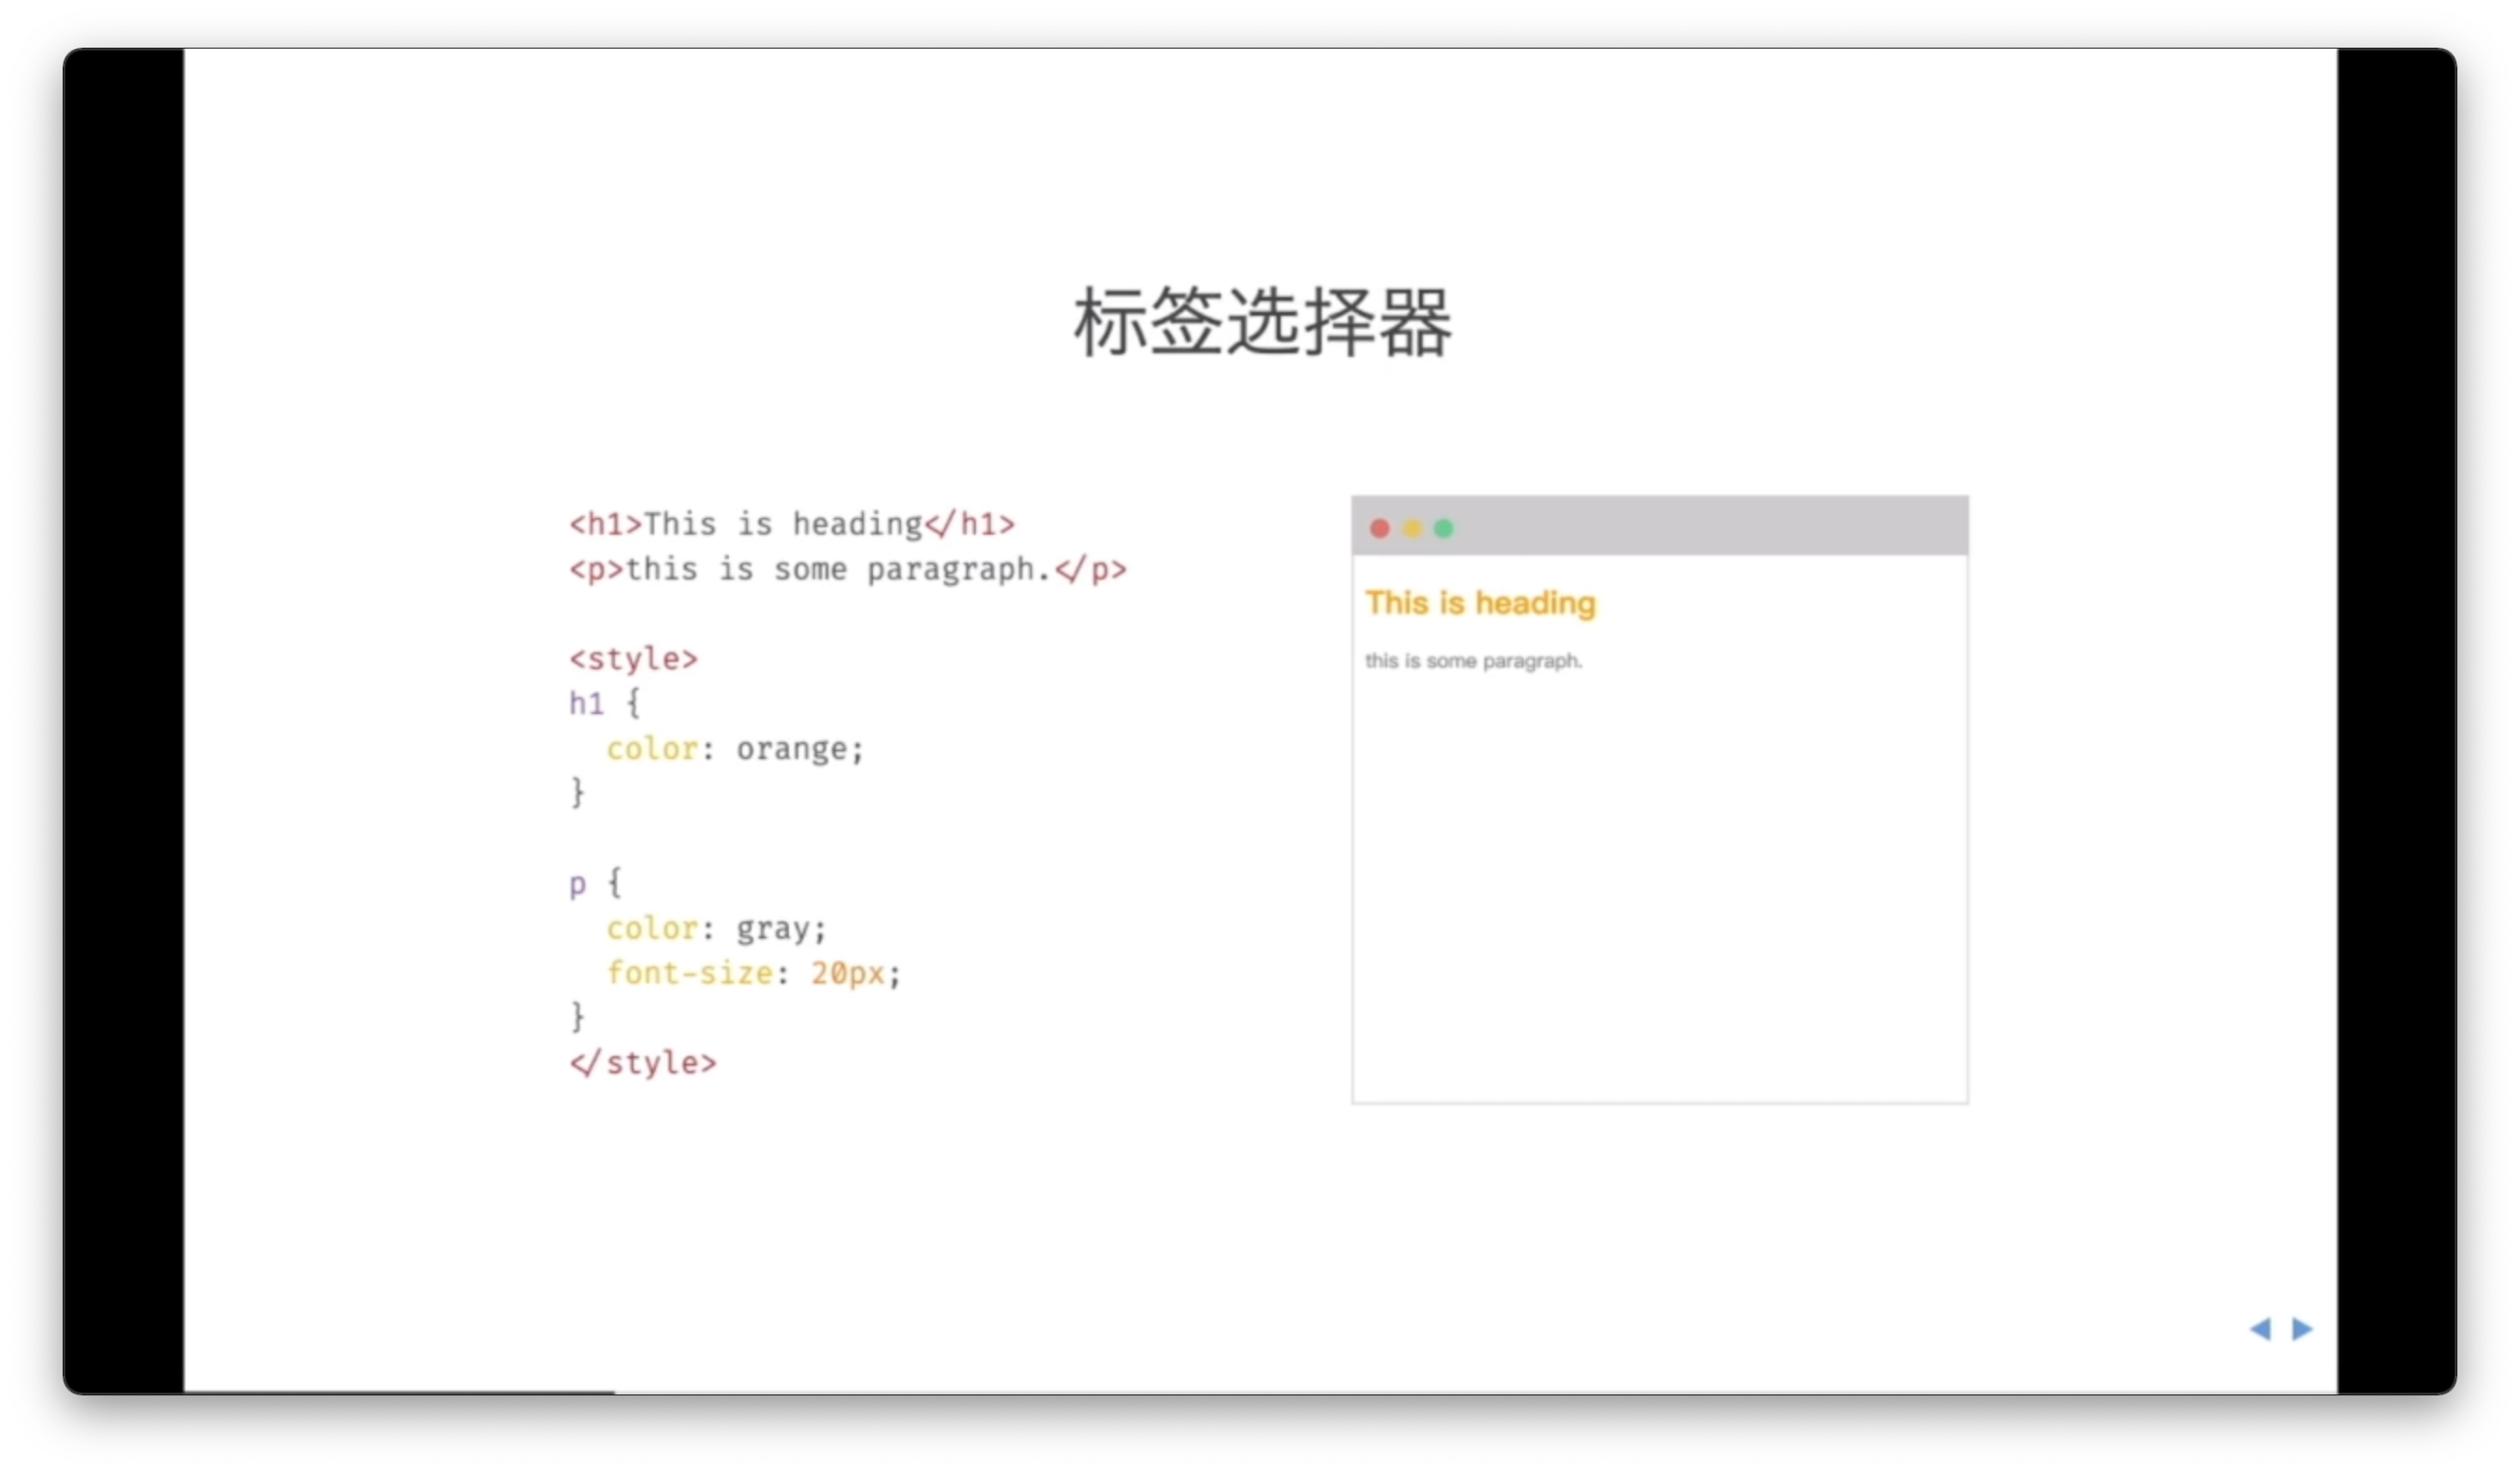 标签选择器
<h1>This is heading</h1>
<p>this is some paragraph.</p>
<style>
h1 {
  color: orange;
}
p {
  color: gray;
  font-size: 20px;
}
</style>
This is heading
this is some paragraph.